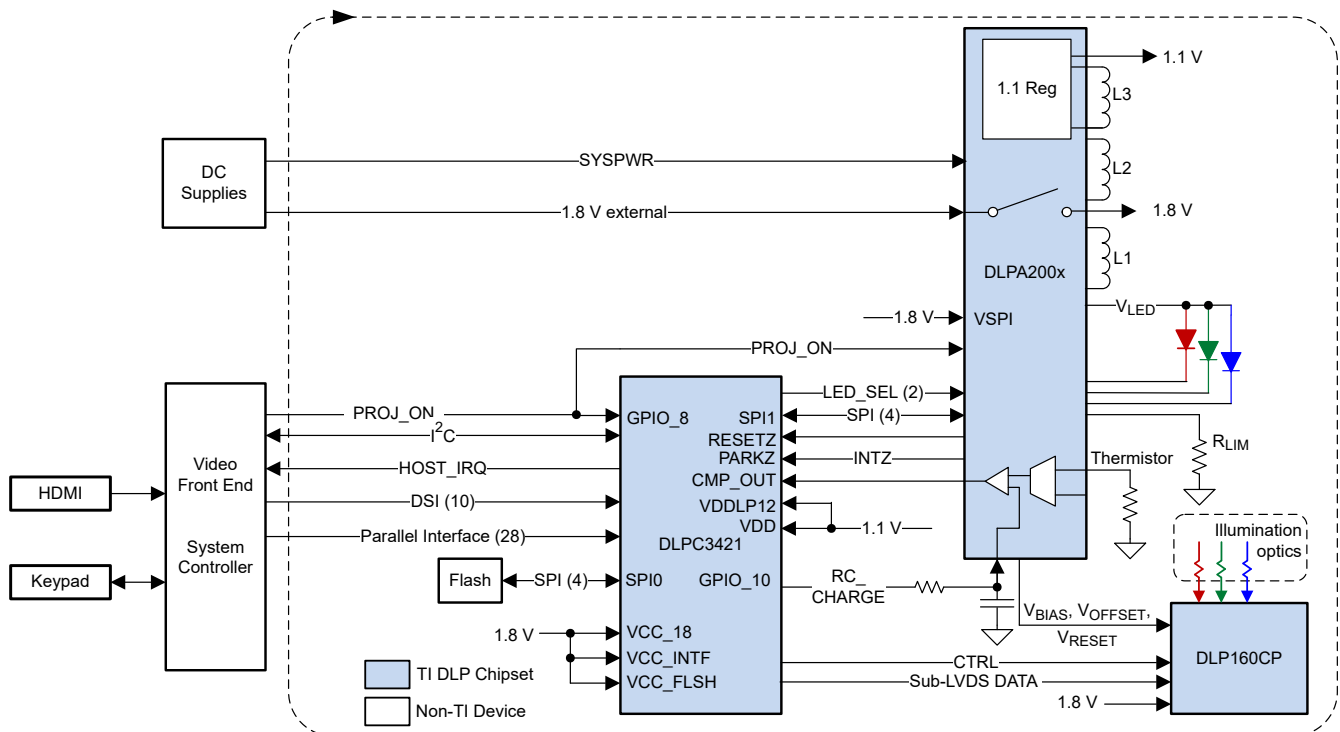 1.1 V
1.1 Reg
L3
DC
Supplies
SYSPWR
L2
1.8 V external
1.8 V
L1
DLPA200x
VLED
1.8 V
VSPI
PROJ_ON
LED_SEL (2)
PROJ_ON
GPIO_8
SPI1
SPI (4)
I2C
RESETZ
RLIM
Video
Front End
System
Controller
HOST_IRQ
PARKZ
INTZ
Thermistor
HDMI
CMP_OUT
DSI (10)
VDDLP12
VDD
1.1 V
Parallel Interface (28)
DLPC3421
Illumination
optics
Keypad
Flash
SPI (4)
SPI0
GPIO_10
RC_
CHARGE
VBIAS, VOFFSET,
VRESET
1.8 V
VCC_18
VCC_INTF
VCC_FLSH
CTRL
Sub-LVDS DATA
DLP160CP
1.8 V
TI DLP Chipset
Non-TI Device